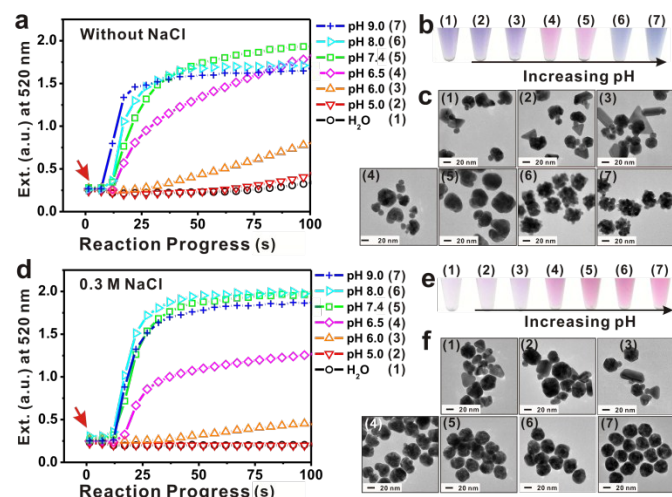 a
Without NaCl
Ext. (a.u.) at 520 nm
2.0
1.5
1.0
0.5
0.0
0 25 50 75 100
Reaction Progress (s)
pH 9.0 (7)
pH 8.0 (6)
pH 7.4 (5)
pH 6.5 (4)
pH 6.0 (3)
pH 5.0 (2)
H₂O (1)
b
(1) (2) (3) (4) (5) (6) (7)
Increasing pH
c
(1) (2) (3)
20 nm 20 nm 20 nm
(4) (5) (6) (7)
20 nm 20 nm 20 nm 20 nm
d
0.3 M NaCl
Ext. (a.u.) at 520 nm
2.0
1.5
1.0
0.5
0.0
0 25 50 75 100
Reaction Progress (s)
pH 9.0 (7)
pH 8.0 (6)
pH 7.4 (5)
pH 6.5 (4)
pH 6.0 (3)
pH 5.0 (2)
H₂O (1)
e
(1) (2) (3) (4) (5) (6) (7)
Increasing pH
f
(1) (2) (3)
20 nm 20 nm 20 nm
(4) (5) (6) (7)
20 nm 20 nm 20 nm 20 nm